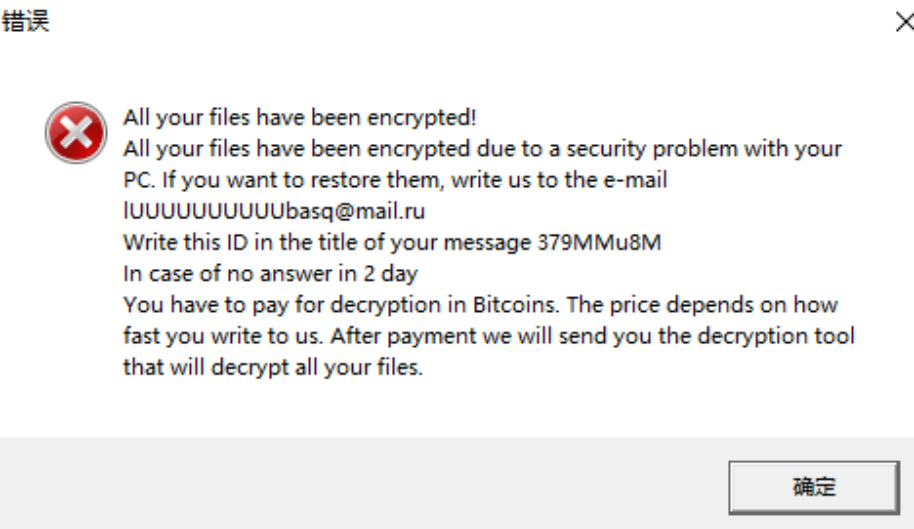 错误
All your files have been encrypted!
All your files have been encrypted due to a security problem with your
PC. If you want to restore them, write us to the e-mail
lUUUUUUUUUUbasq@mail.ru
Write this ID in the title of your message 379MMu8M
In case of no answer in 2 day
You have to pay for decryption in Bitcoins. The price depends on how
fast you write to us. After payment we will send you the decryption tool
that will decrypt all your files.
确定